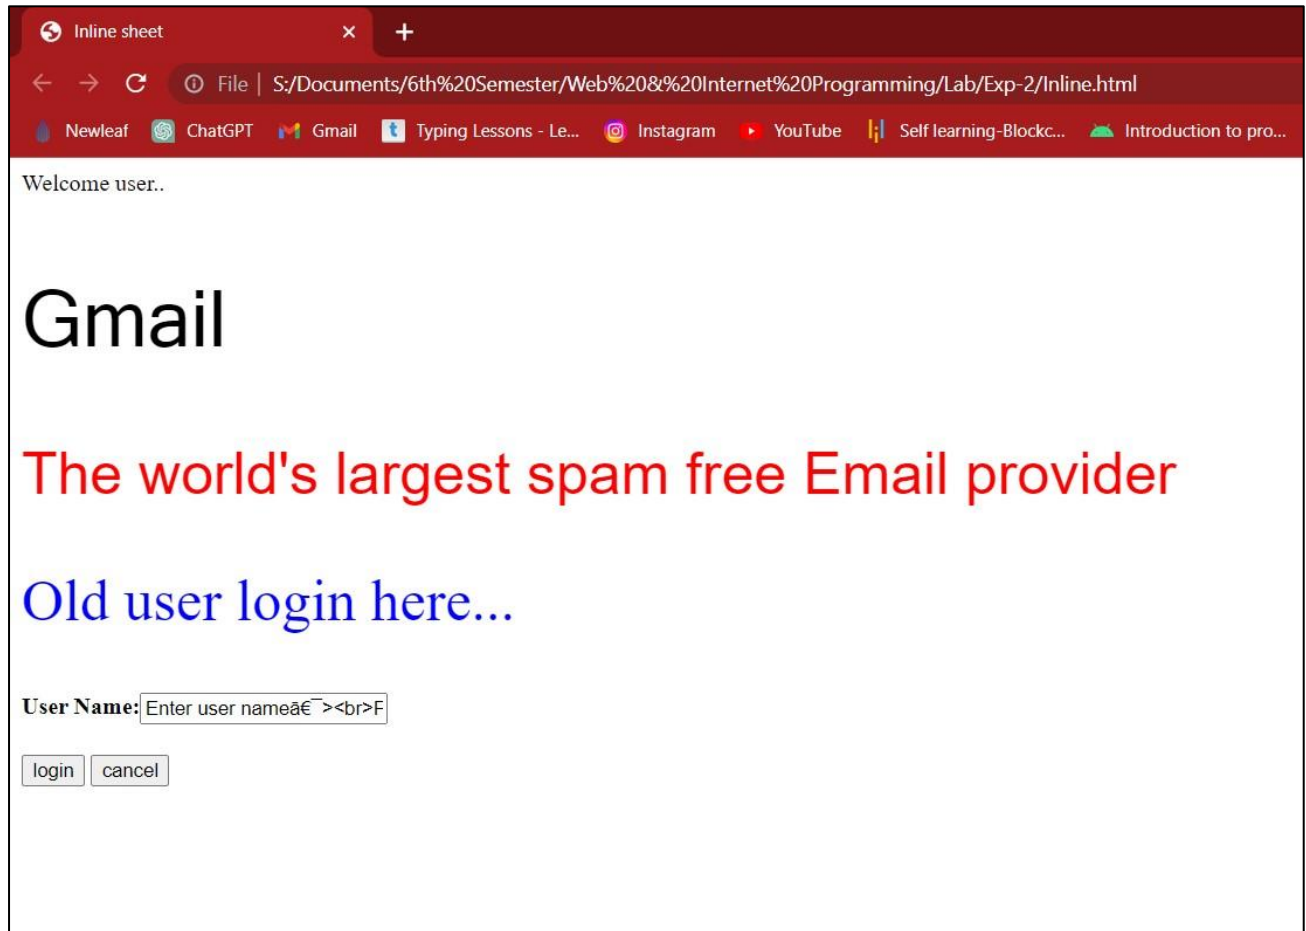 Inline sheet
File | S:/Documents/6th%20Semester/Web%20&%20Internet%20Programming/Lab/Exp-2/Inline.html
Newleaf ChatGPT Gmail Typing Lessons - Le... Instagram YouTube Self learning-Blockc... Introduction to pro...
Welcome user..
Gmail
The world's largest spam free Email provider
Old user login here...
User Name: Enter user nameā€¯><br>F
login cancel